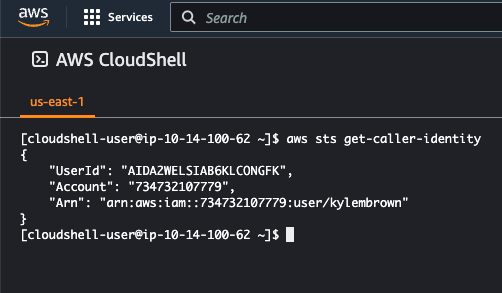 aws
Services
Search
AWS CloudShell
us-east-1
[cloudshell-user@ip-10-14-100-62 ~]$ aws sts get-caller-identity
{
    "UserId": "AIDA2WELSIAB6KLCONGFK",
    "Account": "734732107779",
    "Arn": "arn:aws:iam::734732107779:user/kylembrown"
}
[cloudshell-user@ip-10-14-100-62 ~]$